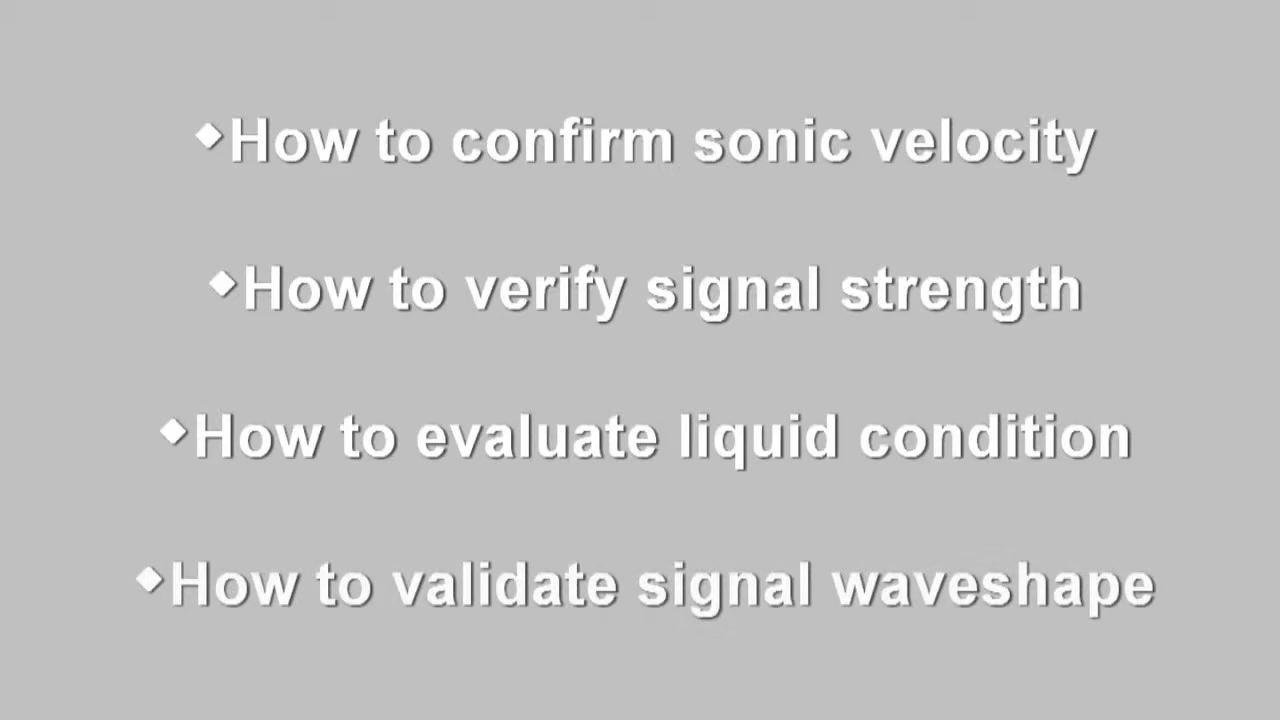 ◆How to confirm sonic velocity
◆How to verify signal strength
◆How to evaluate liquid condition
◆How to validate signal waveshape